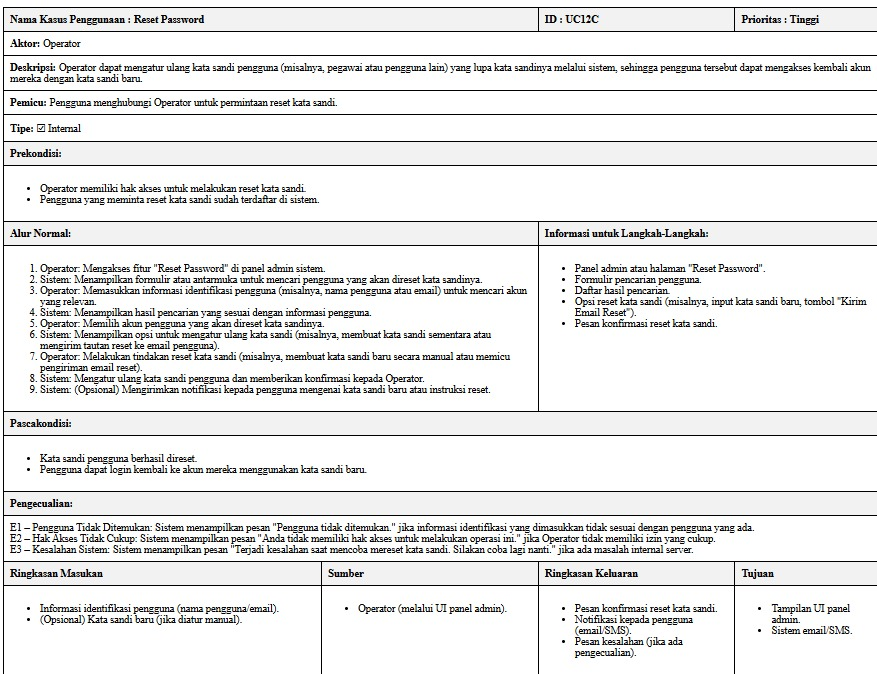 Nama Kasus Penggunaan : Reset Password
ID : UC12C
Prioritas : Tinggi
Aktor: Operator
Deskripsi: Operator dapat mengatur ulang kata sandi pengguna (misalnya, pegawai atau pengguna lain) yang lupa kata sandinya melalui sistem, sehingga pengguna tersebut dapat mengakses kembali akun
mereka dengan kata sandi baru.
Pemicu: Pengguna menghubungi Operator untuk permintaan reset kata sandi.
Tipe: ☑ Internal
Prekondisi:
• Operator memiliki hak akses untuk melakukan reset kata sandi.
• Pengguna yang meminta reset kata sandi sudah terdaftar di sistem.
Alur Normal:
1. Operator: Mengakses fitur "Reset Password" di panel admin sistem.
2. Sistem: Menampilkan formulir atau antarmuka untuk mencari pengguna yang akan direset kata sandinya.
3. Operator: Memasukkan informasi identifikasi pengguna (misalnya, nama pengguna atau email) untuk mencari akun
yang relevan.
4. Sistem: Menampilkan hasil pencarian yang sesuai dengan informasi pengguna.
5. Operator: Memilih akun pengguna yang akan direset kata sandinya.
6. Sistem: Menampilkan opsi untuk mengatur ulang kata sandi (misalnya, membuat kata sandi sementara atau
mengirim tautan reset ke email pengguna).
7. Operator: Melakukan tindakan reset kata sandi (misalnya, membuat kata sandi baru secara manual atau memicu
pengiriman email reset).
8. Sistem: Mengatur ulang kata sandi pengguna dan memberikan konfirmasi kepada Operator.
9. Sistem: (Opsional) Mengirimkan notifikasi kepada pengguna mengenai kata sandi baru atau instruksi reset.
Informasi untuk Langkah-Langkah:
• Panel admin atau halaman "Reset Password".
• Formulir pencarian pengguna.
• Daftar hasil pencarian.
• Opsi reset kata sandi (misalnya, input kata sandi baru, tombol "Kirim
Email Reset").
• Pesan konfirmasi reset kata sandi.
Pascakondisi:
• Kata sandi pengguna berhasil direset.
• Pengguna dapat login kembali ke akun mereka menggunakan kata sandi baru.
Pengecualian:
E1 – Pengguna Tidak Ditemukan: Sistem menampilkan pesan "Pengguna tidak ditemukan." jika informasi identifikasi yang dimasukkan tidak sesuai dengan pengguna yang ada.
E2 – Hak Akses Tidak Cukup: Sistem menampilkan pesan "Anda tidak memiliki hak akses untuk melakukan operasi ini." jika Operator tidak memiliki izin yang cukup.
E3 – Kesalahan Sistem: Sistem menampilkan pesan "Terjadi kesalahan saat mencoba mereset kata sandi. Silakan coba lagi nanti." jika ada masalah internal server.
Ringkasan Masukan
• Informasi identifikasi pengguna (nama pengguna/email).
• (Opsional) Kata sandi baru (jika diatur manual).
Sumber
• Operator (melalui UI panel admin).
Ringkasan Keluaran
• Pesan konfirmasi reset kata sandi.
• Notifikasi kepada pengguna
(email/SMS).
• Pesan kesalahan (jika ada
pengecualian).
Tujuan
• Tampilan UI panel
admin.
• Sistem email/SMS.